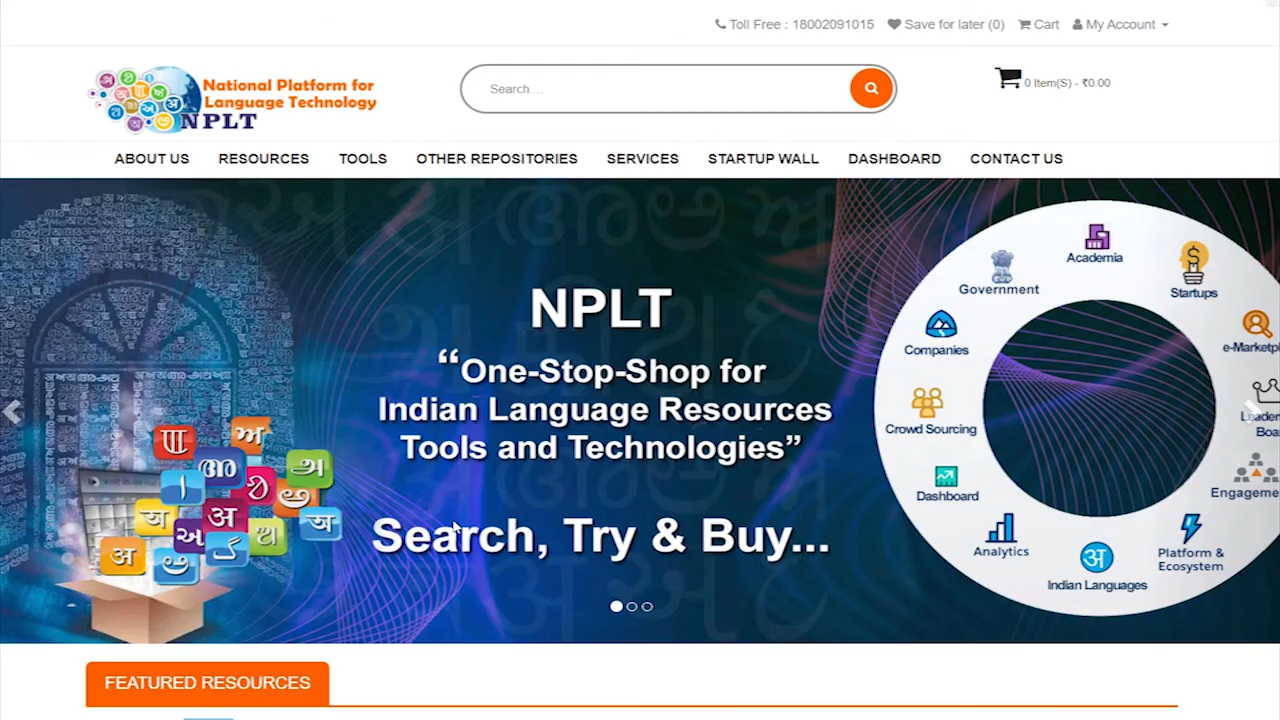 Toll Free : 18002091015 Save for later (0) Cart My Account
National Platform for
Language Technology
NPLT
Search....
0 Item(S) - ₹0.00
ABOUT US RESOURCES TOOLS OTHER REPOSITORIES SERVICES STARTUP WALL DASHBOARD CONTACT US
NPLT
“One-Stop-Shop for
Indian Language Resources
Tools and Technologies”
Search, Try & Buy...
Academia
Government
Startups
Companies
Crowd Sourcing
Dashboard
Analytics
Indian Languages
Platform &
Ecosystem
FEATURED RESOURCES